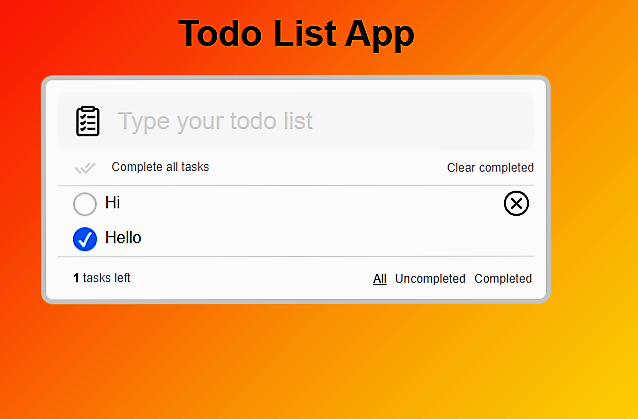 Todo List App
Type your todo list
Complete all tasks Clear completed
Hi
Hello
1 tasks left All Uncompleted Completed